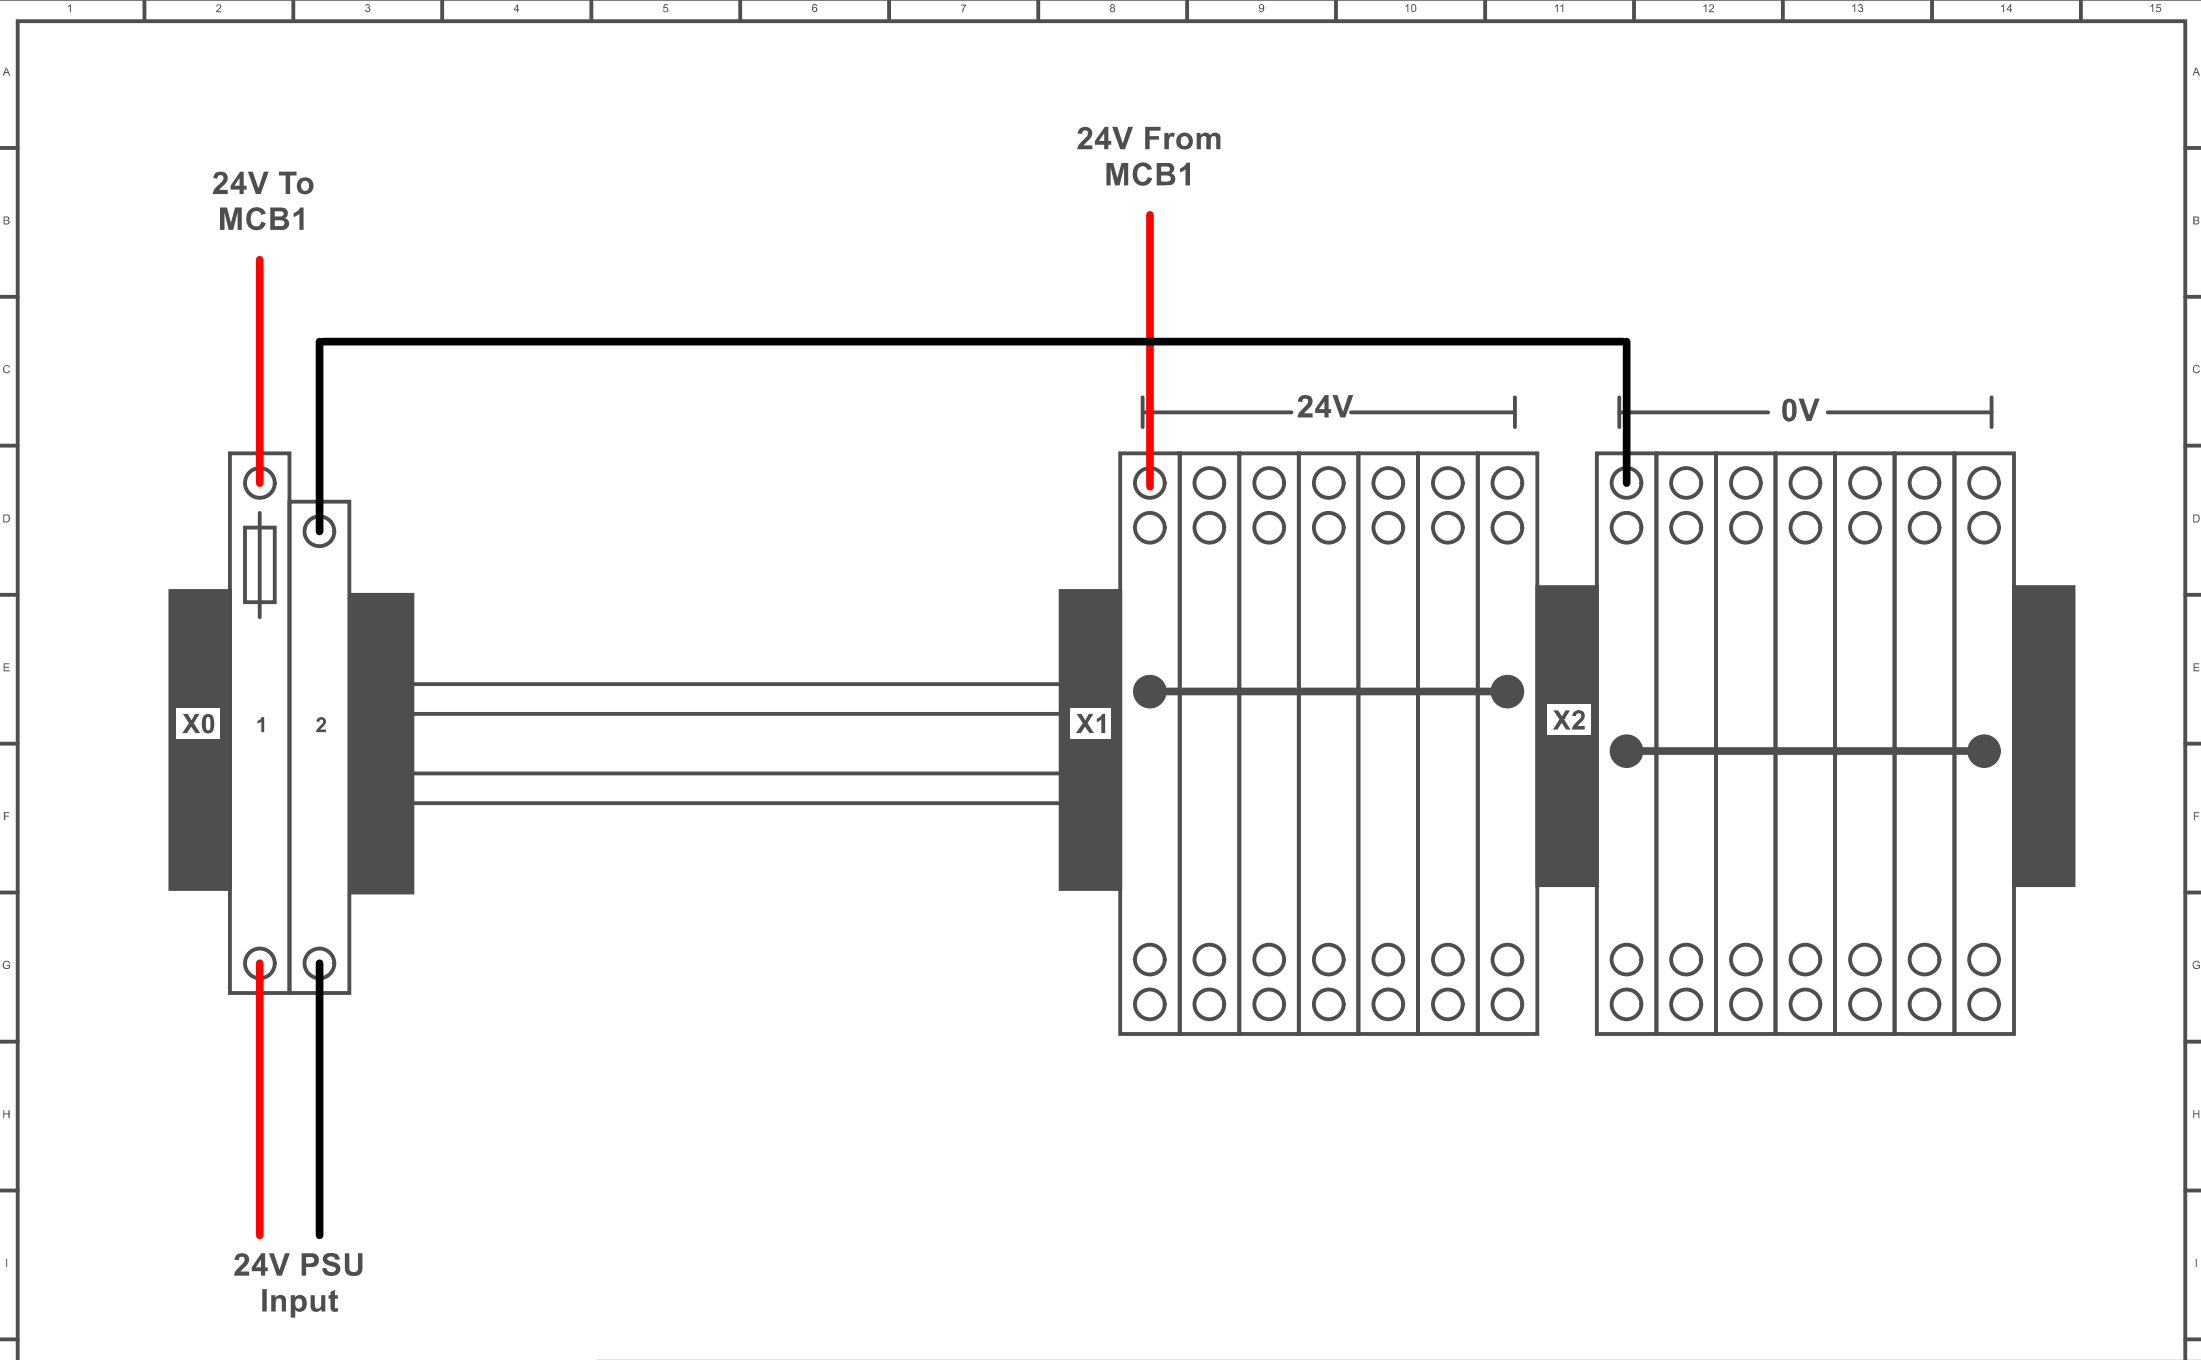 1 2 3 4 5 6 7 8 9 10 11 12 13 14 15
A A
24V From
MCB1
24V To
MCB1
B B
C C
24V 0V
D D
E E
X0 1 2 X1 X2
F F
G G
H H
24V PSU
Input
I I